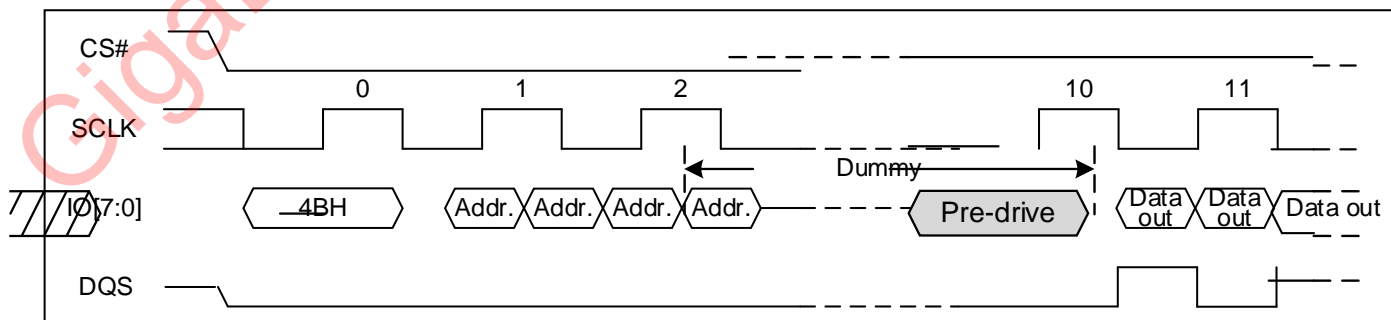 Giga
CS#
0 1 2 10 11
SCLK
Dummy
IO[7:0] 4BH Addr. Addr. Addr. Addr. Pre-drive Data out Data out Data out
DQS